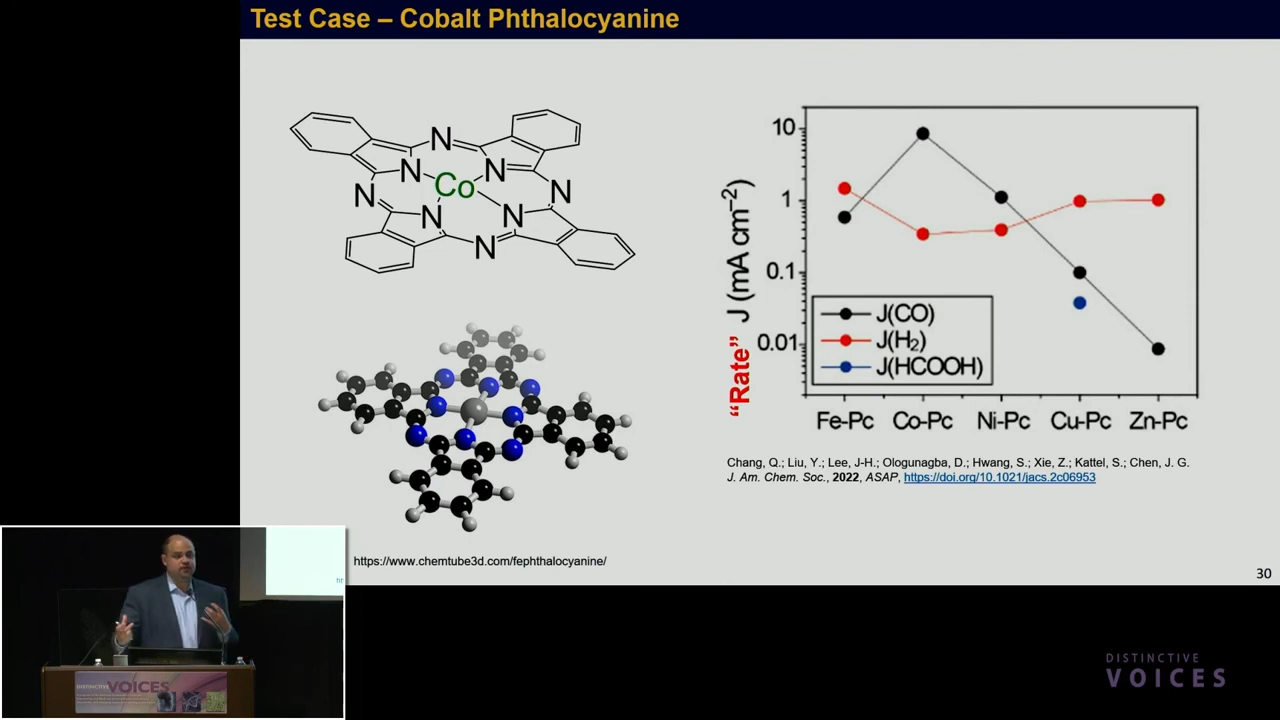 Test Case – Cobalt Phthalocyanine
N
N
N
Co
N
N
N
N
N
"Rate" J (mA cm⁻²)
10
1
0.1
0.01
J(CO)
J(H₂)
J(HCOOH)
Fe-Pc Co-Pc Ni-Pc Cu-Pc Zn-Pc
Chang, Q.; Liu, Y.; Lee, J-H.; Ologunagba, D.; Hwang, S.; Xie, Z.; Kattel, S.; Chen, J. G.
J. Am. Chem. Soc., 2022, ASAP, https://doi.org/10.1021/jacs.2c06953
https://www.chemtube3d.com/fephthalocyanine/
30
DISTINCTIVE
VOICES
DISTINCTIVE VOICES